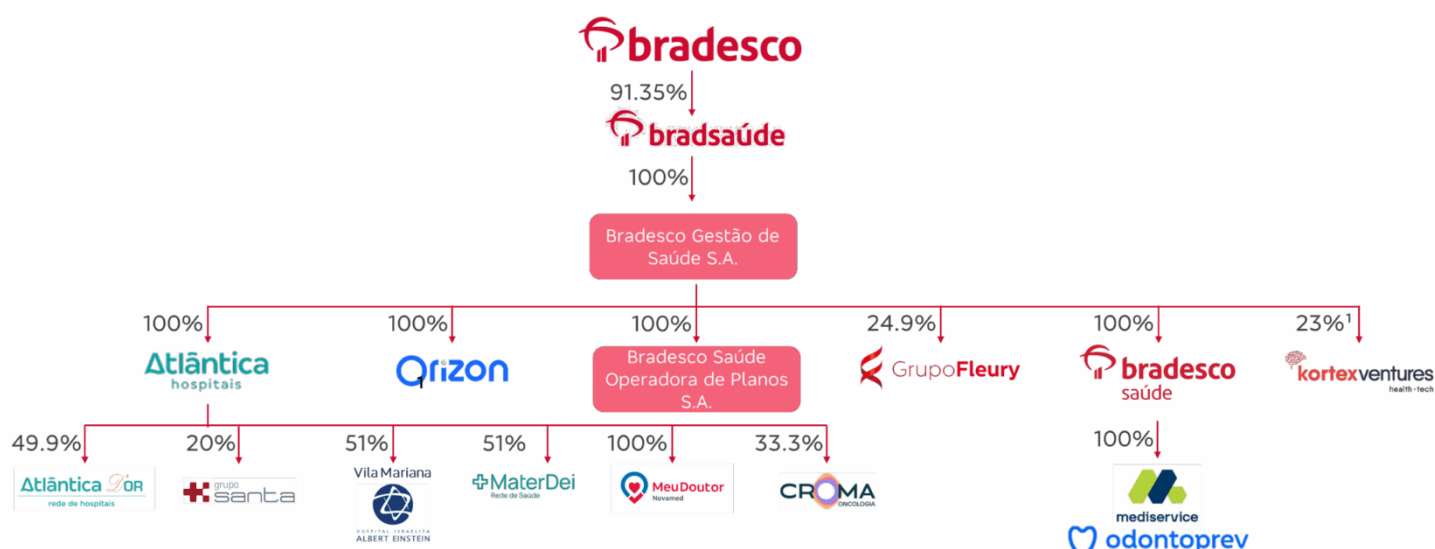 bradesco
91.35%
bradsaúde
100%
Bradesco Gestão de
Saúde S.A.
100%
100%
100%
24.9%
100%
23%¹
Atlântica
hospitais
Orizon
1
Bradesco Saúde
Operadora de Planos
S.A.
GrupoFleury
bradesco
saúde
kortexventures
health+tech
49.9%
20%
51%
51%
100%
33.3%
100%
Atlântica D'OR
rede de hospitais
grupo
santa
Vila Mariana
HOSPITAL ISRAELITA
ALBERT EINSTEIN
MaterDei
Rede de Saúde
MeuDoutor
Novamed
CROMA
ONCOLOGIA
mediservice
odontoprev